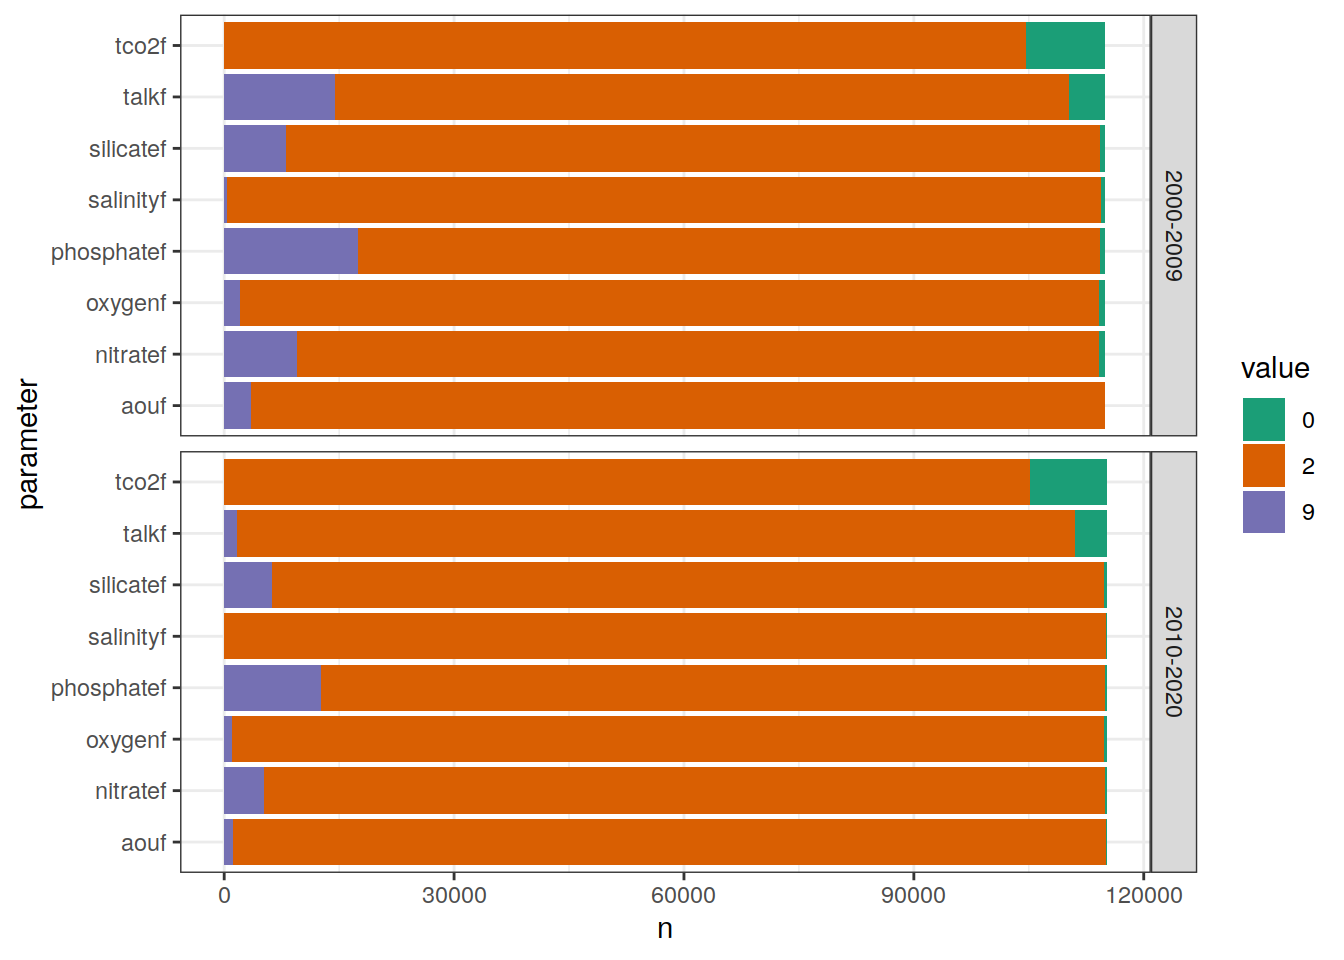 parameter
tco2f
talkf
silicatef
salinityf
phosphatef
oxygenf
nitratef
aouf
2000-2009
tco2f
talkf
silicatef
salinityf
phosphatef
oxygenf
nitratef
aouf
2010-2020
0
30000
60000
90000
120000
n
value
0
2
9